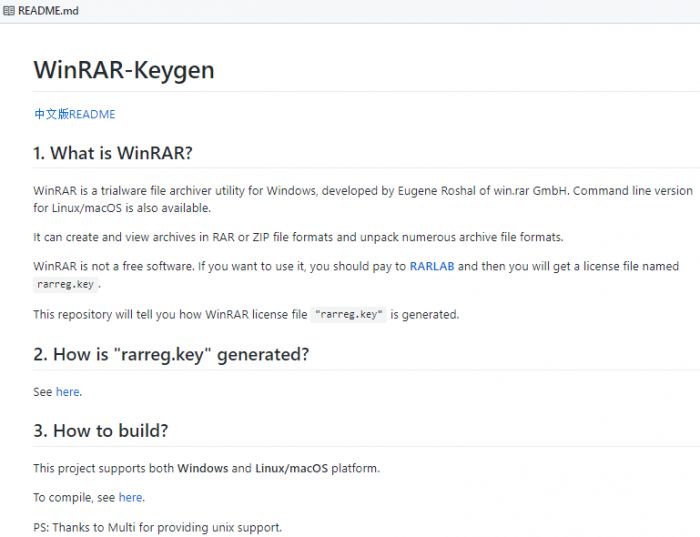 README.md
WinRAR-Keygen
中文版README
1. What is WinRAR?
WinRAR is a trialware file archiver utility for Windows, developed by Eugene Roshal of win.rar GmbH. Command line version
for Linux/macOS is also available.
It can create and view archives in RAR or ZIP file formats and unpack numerous archive file formats.
WinRAR is not a free software. If you want to use it, you should pay to RARLAB and then you will get a license file named
rarreg.key .
This repository will tell you how WinRAR license file "rarreg.key" is generated.
2. How is "rarreg.key" generated?
See here.
3. How to build?
This project supports both Windows and Linux/macOS platform.
To compile, see here.
PS: Thanks to Multi for providing unix support.